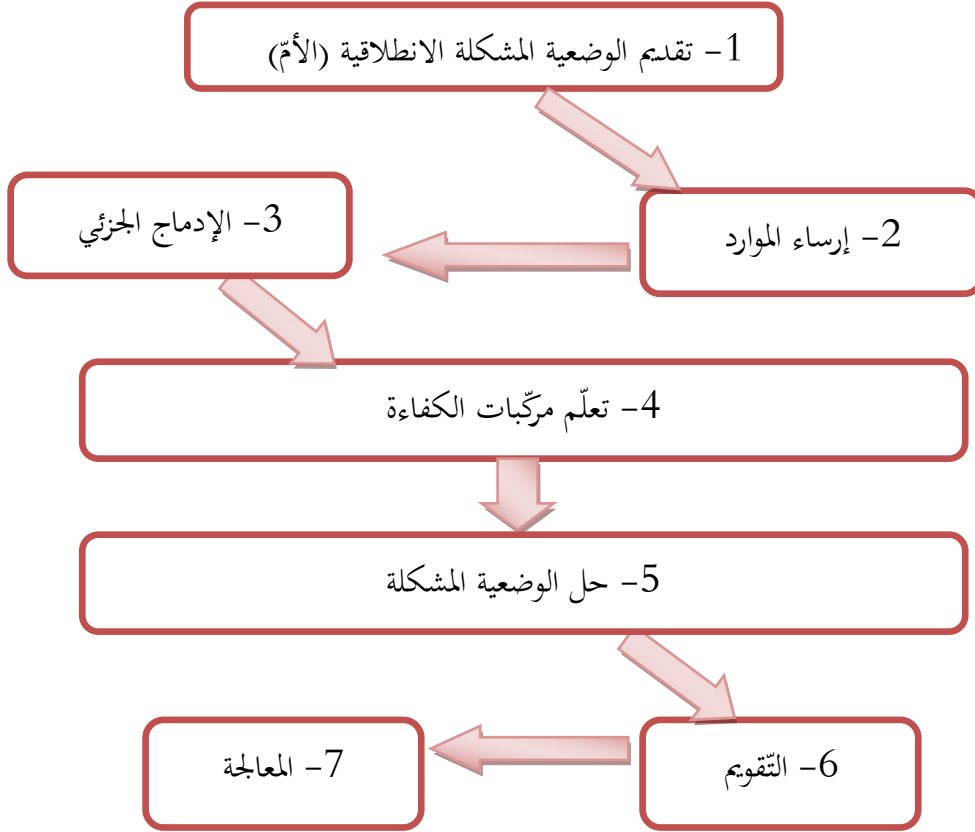 1- تقديم الوضعية المشكلة الانطلاقية (الأمّ)
2- إرساء الموارد
3- الإدماج الجزئي
4- تعلّم مركّبات الكفاءة
5- حل الوضعية المشكلة
6- التّقويم
7- المعالجة